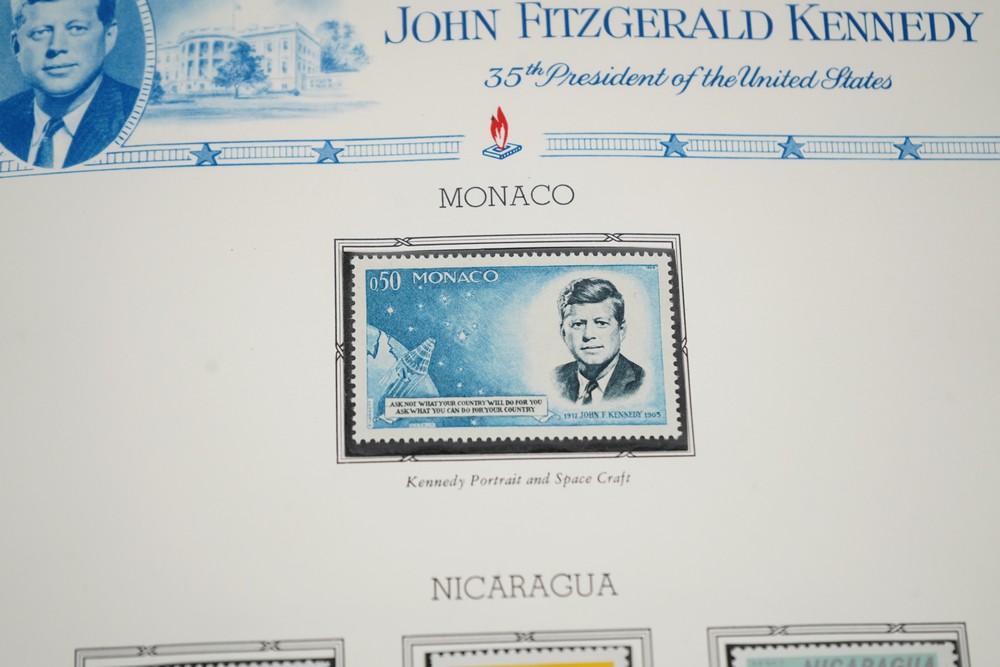 JOHN FITZGERALD KENNEDY
35th President of the United States
MONACO
0,50 MONACO
ASK NOT WHAT YOUR COUNTRY WILL DO FOR YOU
ASK WHAT YOU CAN DO FOR YOUR COUNTRY
1917 JOHN F. KENNEDY 1963
Kennedy Portrait and Space Craft
NICARAGUA
NICARAGUA